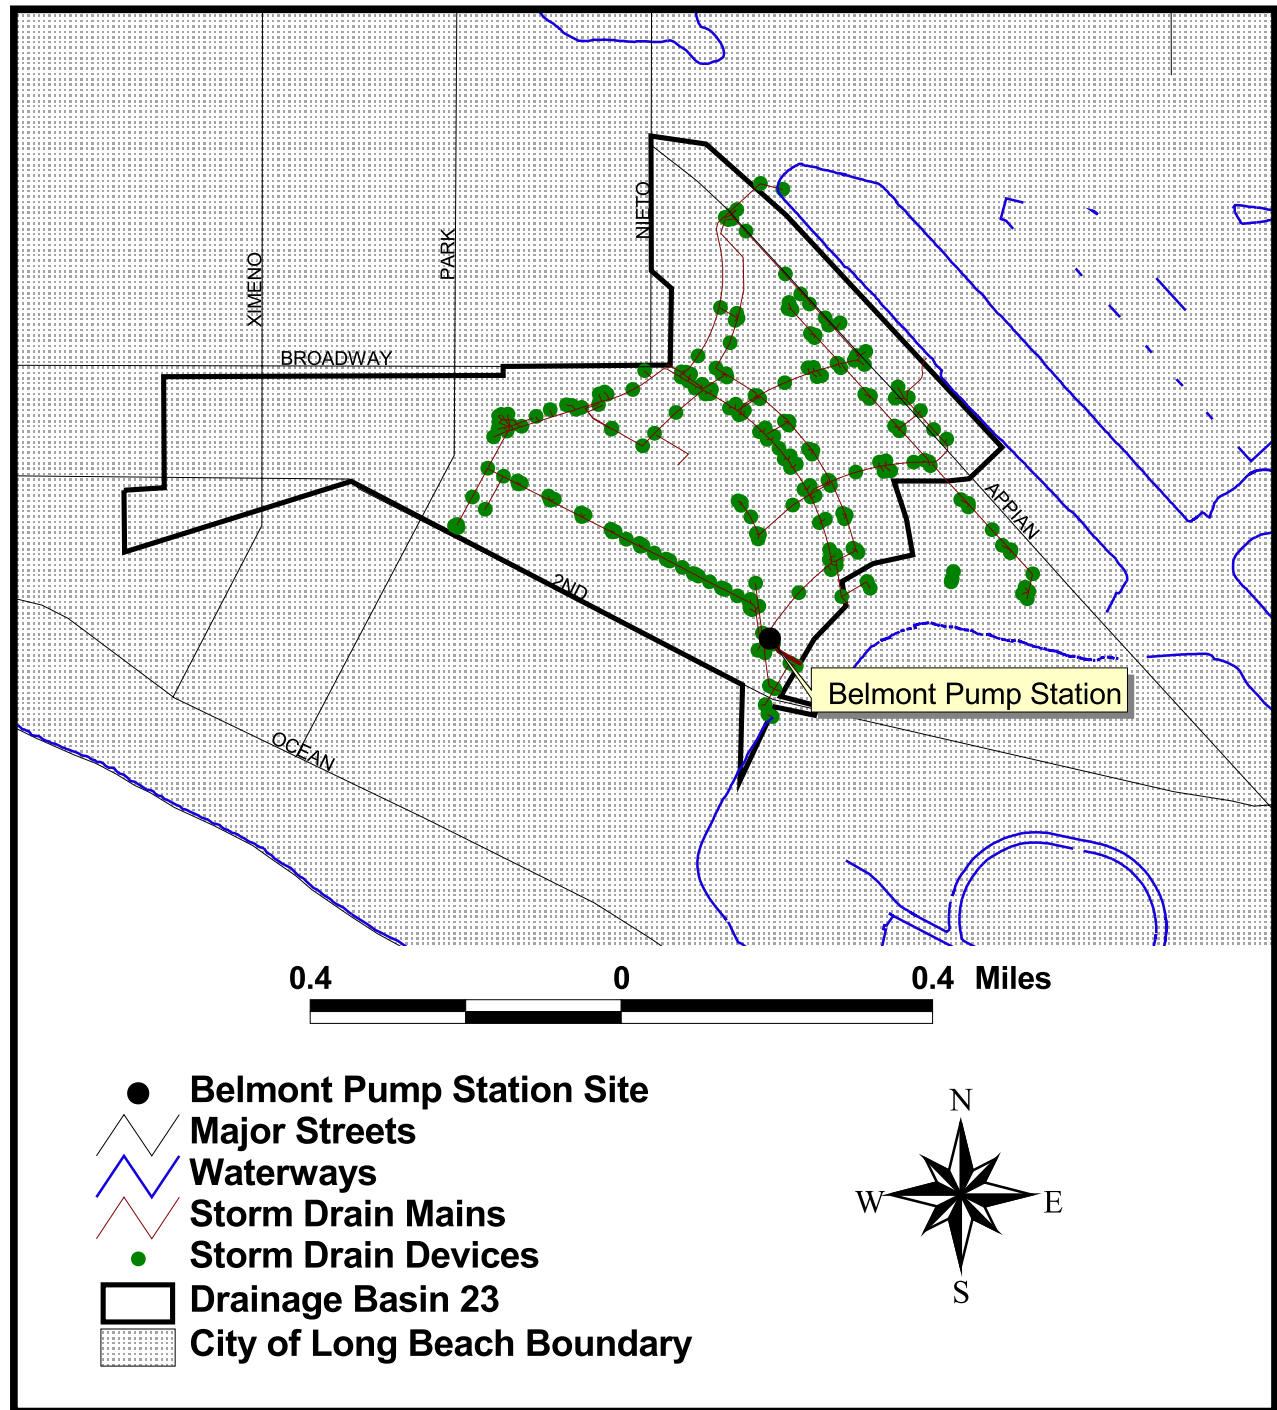 NIETO
PARK
XIMENO
BROADWAY
APPIAN
2ND
Belmont Pump Station
OCEAN
0.4 0 0.4 Miles
Belmont Pump Station Site
Major Streets
Waterways
Storm Drain Mains
Storm Drain Devices
Drainage Basin 23
City of Long Beach Boundary
N
W E
S